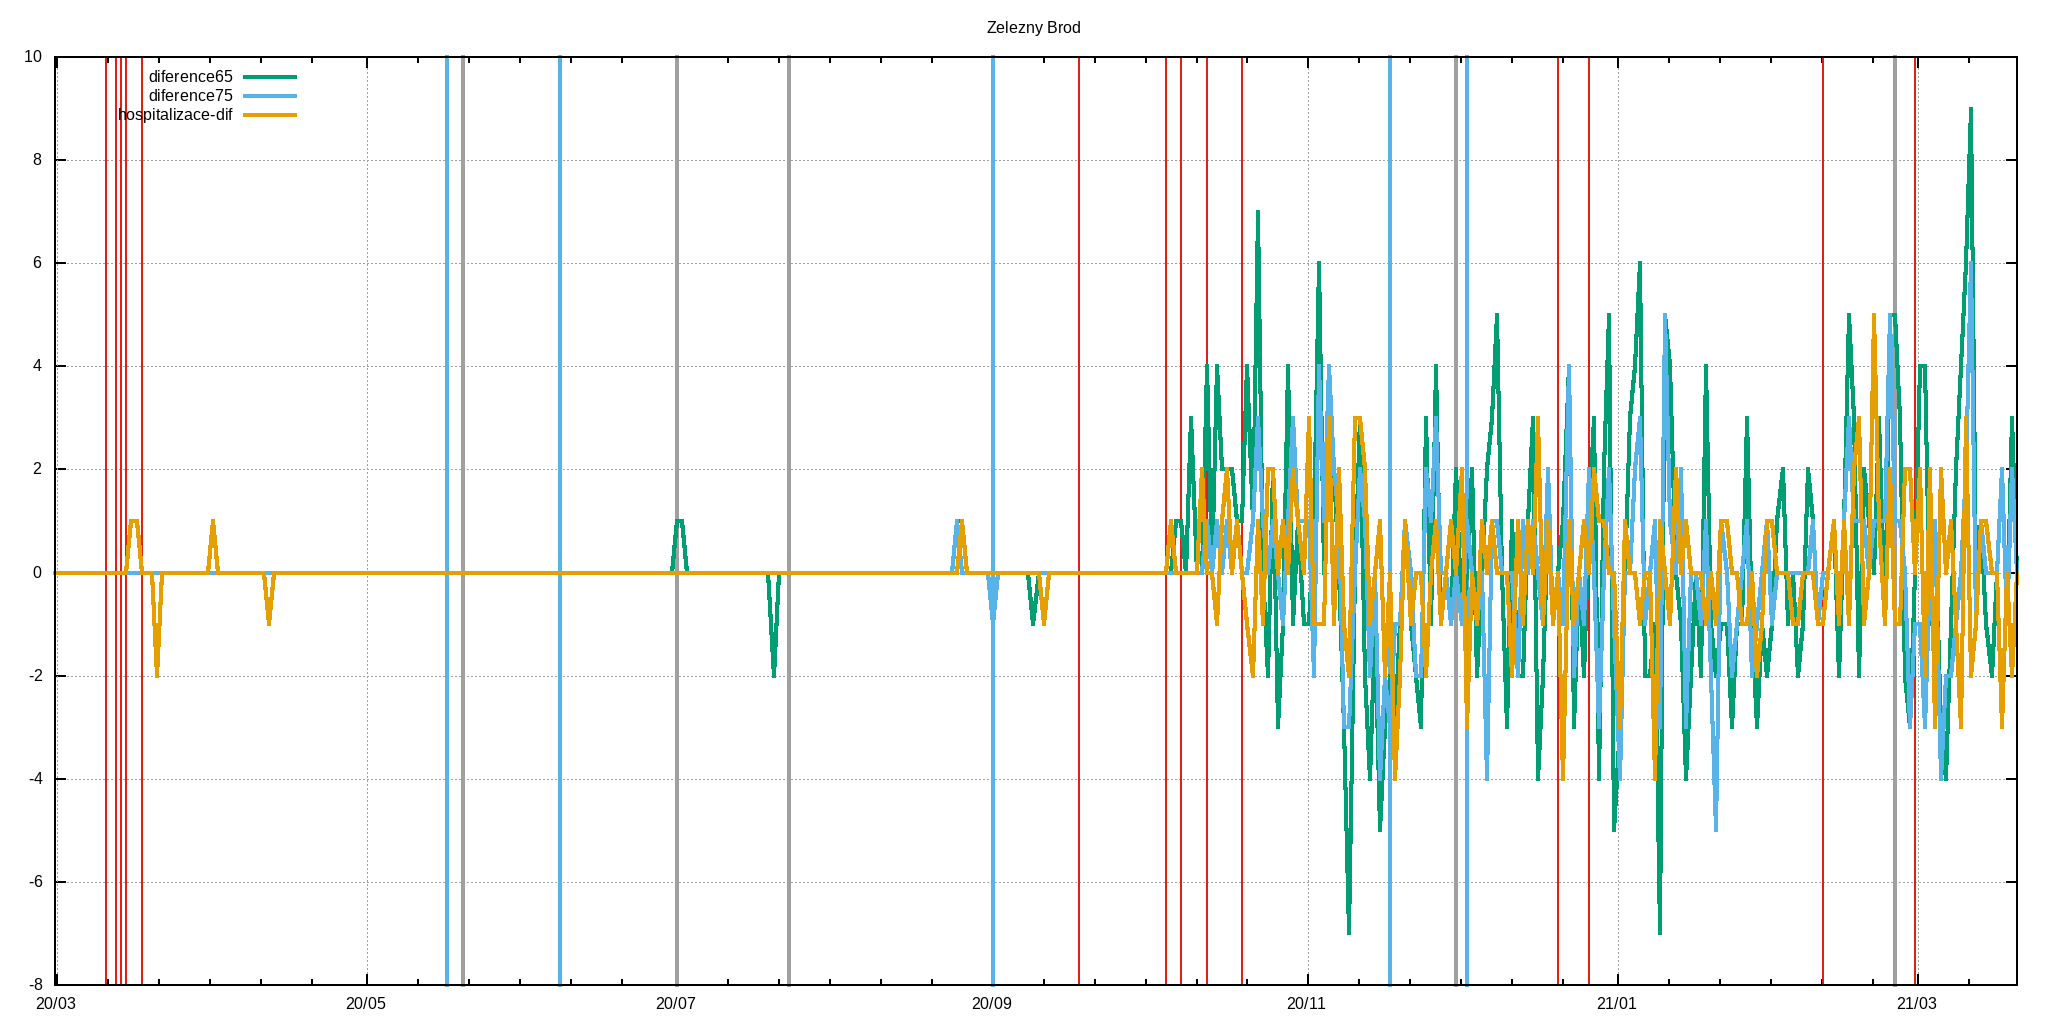 Zelezny Brod
10
diference65
diference75
hospitalizace-dif
8
6
4
2
0
-2
-4
-6
-8
20/03 20/05 20/07 20/09 20/11 21/01 21/03